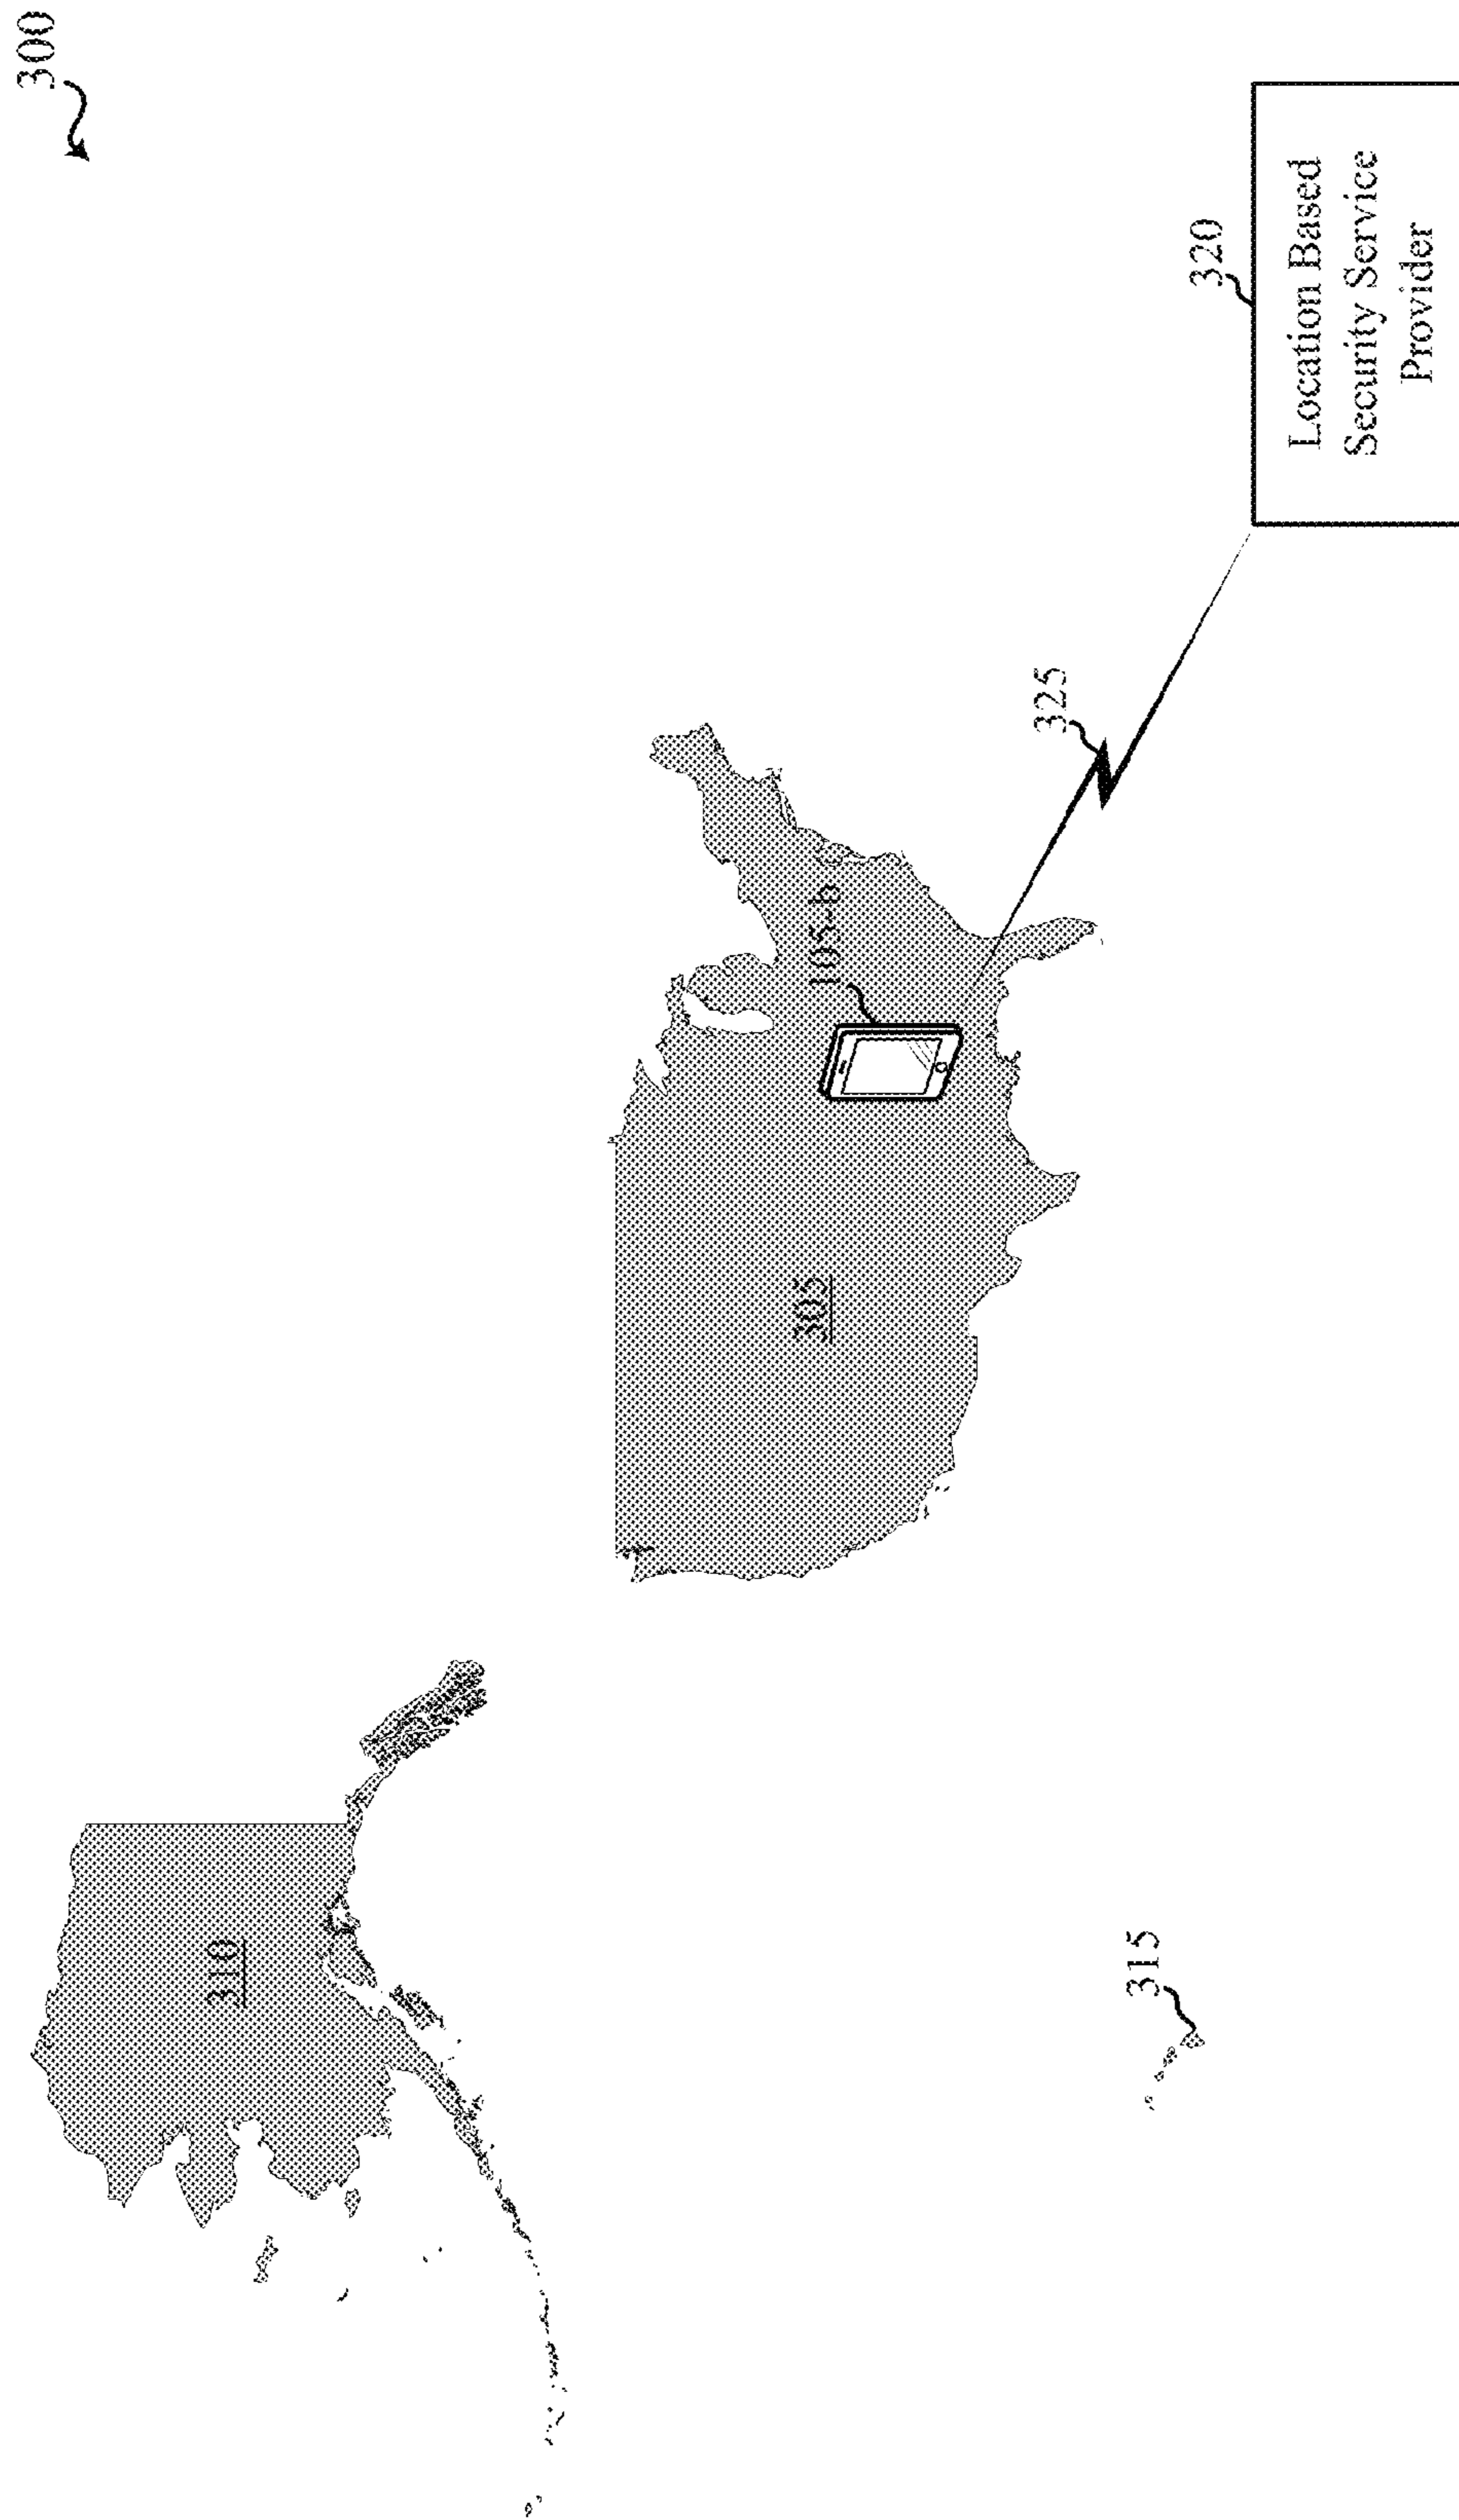 300
310
305
105-b
325
315
320
Location Based
Security Service
Provider